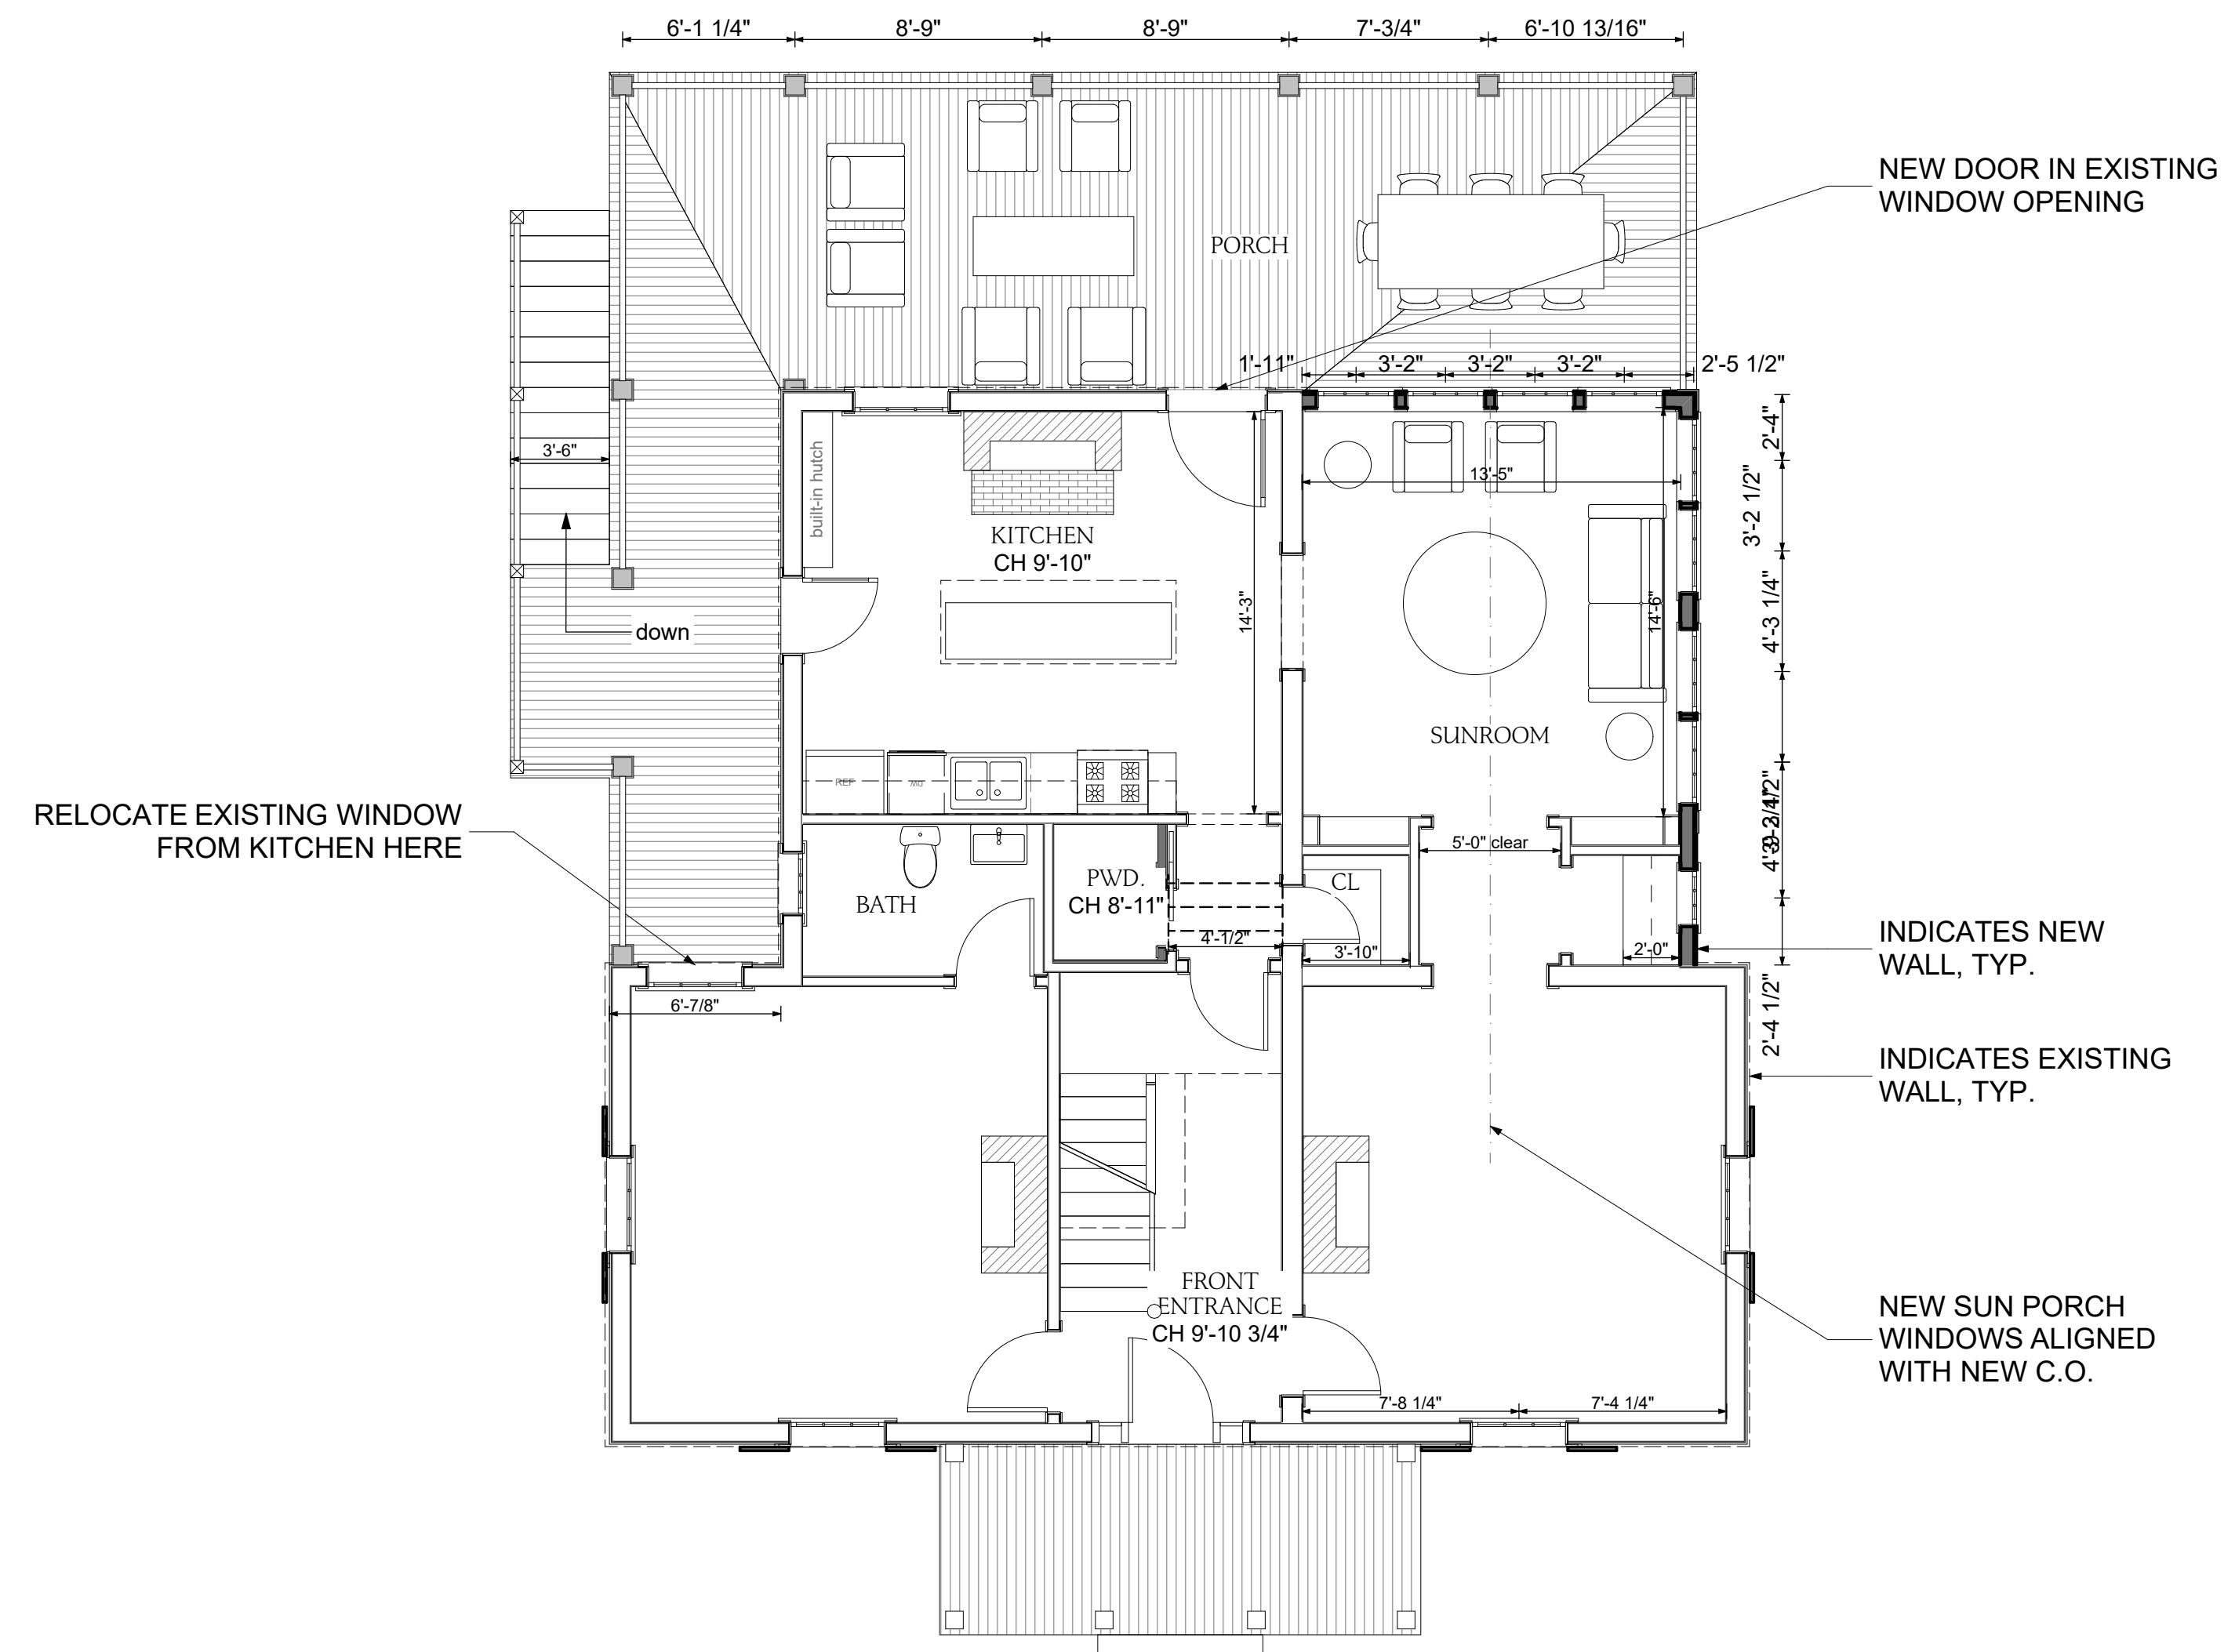 6'-1 1/4" 8'-9" 8'-9" 7'-3/4" 6'-10 13/16"
NEW DOOR IN EXISTING
WINDOW OPENING
PORCH
1'-11" 3'-2" 3'-2" 3'-2" 2'-5 1/2"
2'-4"
3'-6"
built-in hutch
13'-5"
3'-2 1/2"
KITCHEN
CH 9'-10"
14'-3"
14'-6"
4'-3 1/4"
down
SUNROOM
REF
DW
RELOCATE EXISTING WINDOW
FROM KITCHEN HERE
5'-0" clear
PWD.
CH 8'-11"
CL
BATH
4'-1/2"
3'-10"
2'-0"
INDICATES NEW
WALL, TYP.
6'-7/8"
2'-4 1/2"
INDICATES EXISTING
WALL, TYP.
FRONT
ENTRANCE
CH 9'-10 3/4"
NEW SUN PORCH
WINDOWS ALIGNED
WITH NEW C.O.
7'-8 1/4" 7'-4 1/4"